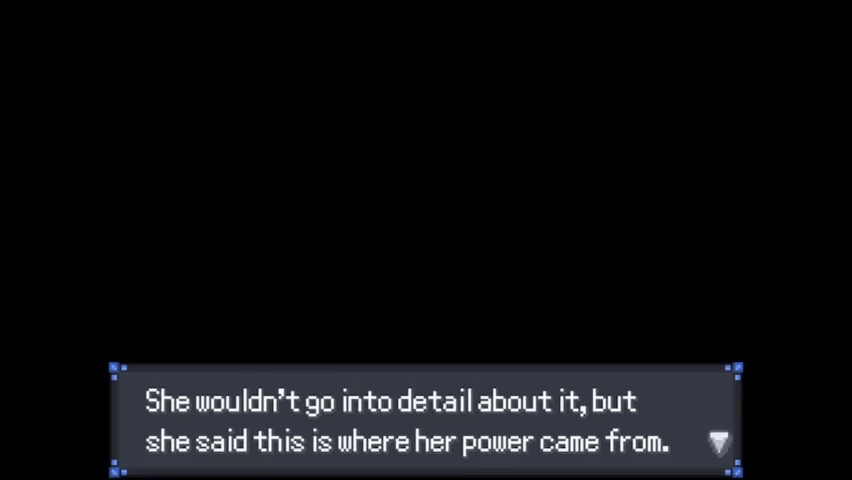 She wouldn't go into detail about it, but
she said this is where her power came from.